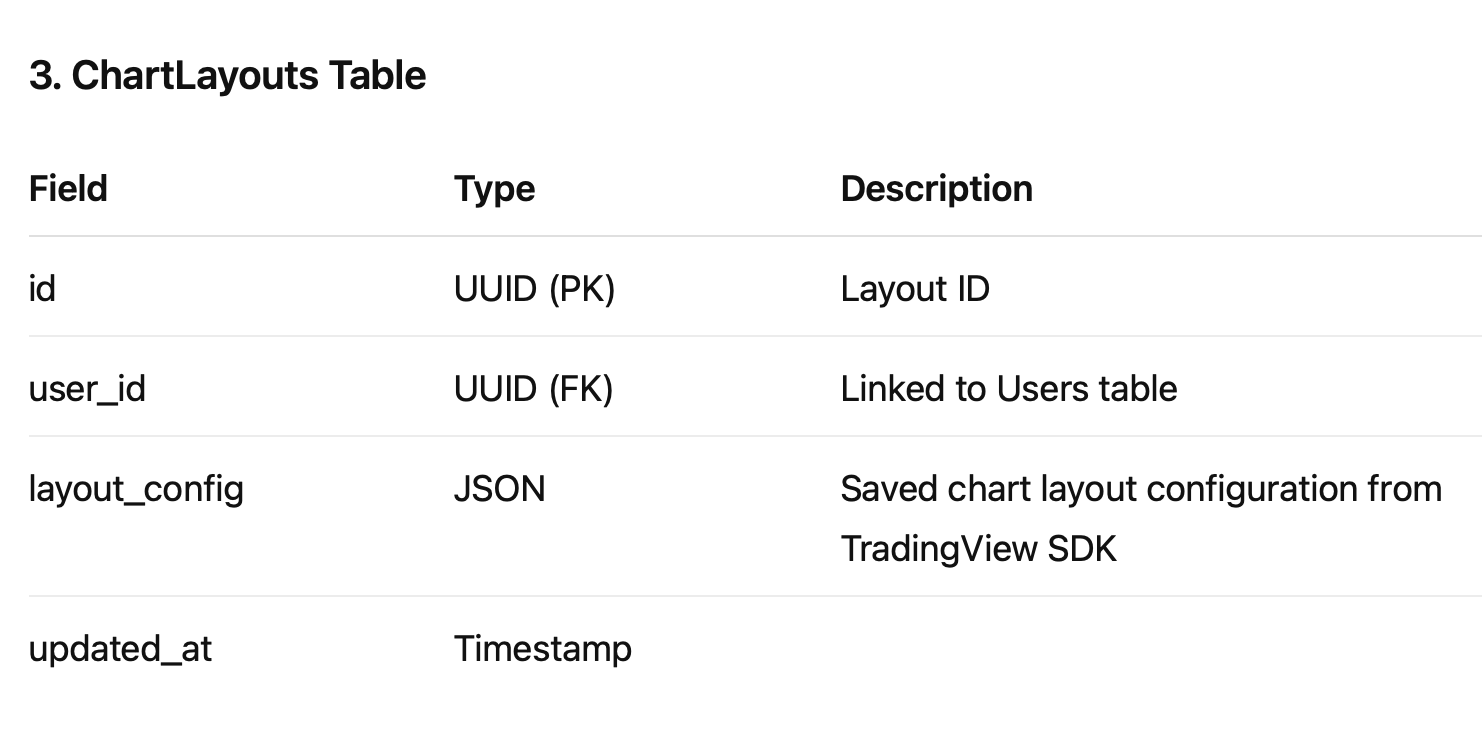 3. ChartLayouts Table
Field Type Description
id UUID (PK) Layout ID
user_id UUID (FK) Linked to Users table
layout_config JSON Saved chart layout configuration from
TradingView SDK
updated_at Timestamp